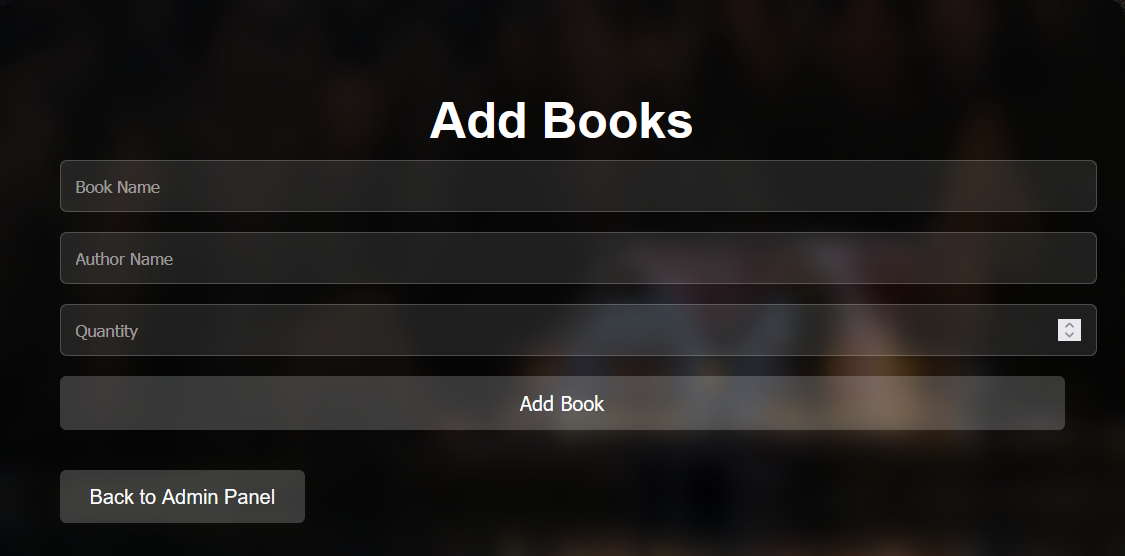 Add Books
Book Name
Author Name
Quantity
Add Book
Back to Admin Panel